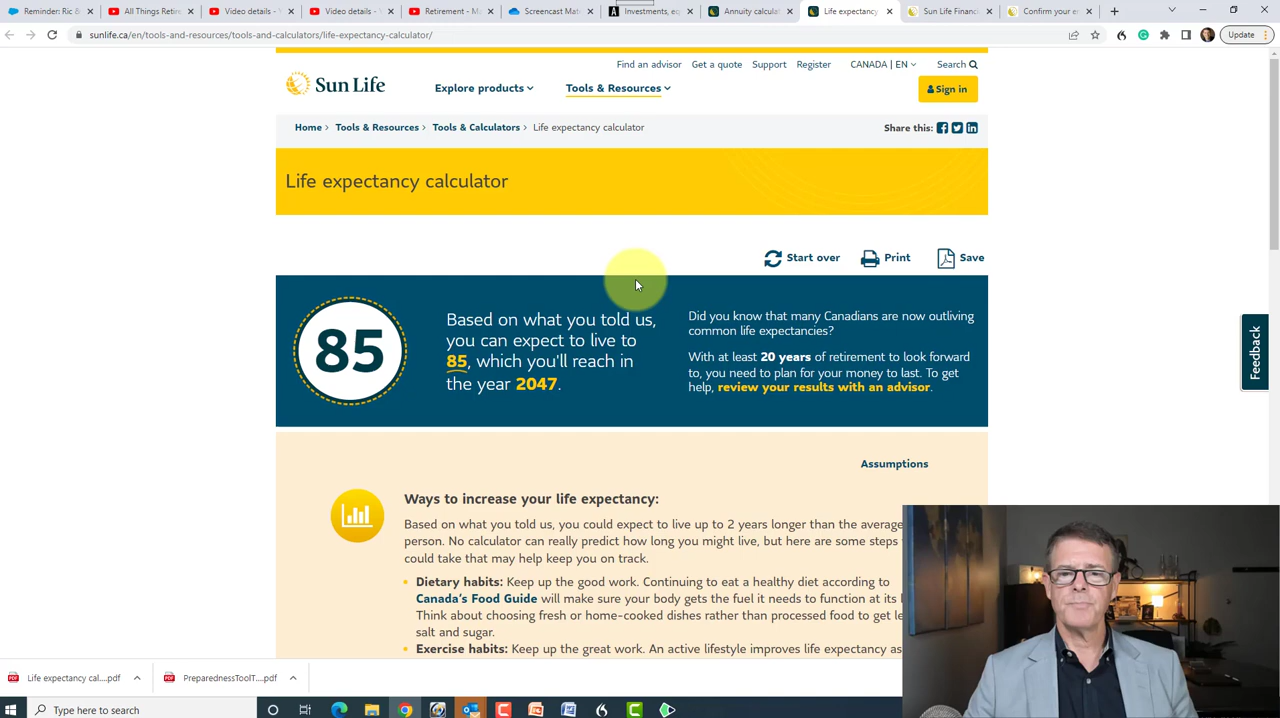 Reminder: Ric &
All Things Retire
Video details -
Video details -
Retirement - M
Screencast Mat
Investments, eq
Annuity calculat
Life expectancy
Sun Life Financi
Confirm your e
sunlife.ca/en/tools-and-resources/tools-and-calculators/life-expectancy-calculator/
Update
Find an advisor Get a quote Support Register CANADA | EN Search
Sun Life
Explore products Tools & Resources
Sign in
Home > Tools & Resources > Tools & Calculators > Life expectancy calculator
Share this:
Life expectancy calculator
Start over Print Save
85
Based on what you told us,
you can expect to live to
85, which you'll reach in
the year 2047.
Did you know that many Canadians are now outliving
common life expectancies?
With at least 20 years of retirement to look forward
to, you need to plan for your money to last. To get
help, review your results with an advisor.
Feedback
Assumptions
Ways to increase your life expectancy:
Based on what you told us, you could expect to live up to 2 years longer than the average
person. No calculator can really predict how long you might live, but here are some steps
could take that may help keep you on track.
• Dietary habits: Keep up the good work. Continuing to eat a healthy diet according to
Canada's Food Guide will make sure your body gets the fuel it needs to function at its
Think about choosing fresh or home-cooked dishes rather than processed food to get le
salt and sugar.
• Exercise habits: Keep up the great work. An active lifestyle improves life expectancy as
Life expectancy cal....pdf
PreparednessToolT....pdf
Type here to search